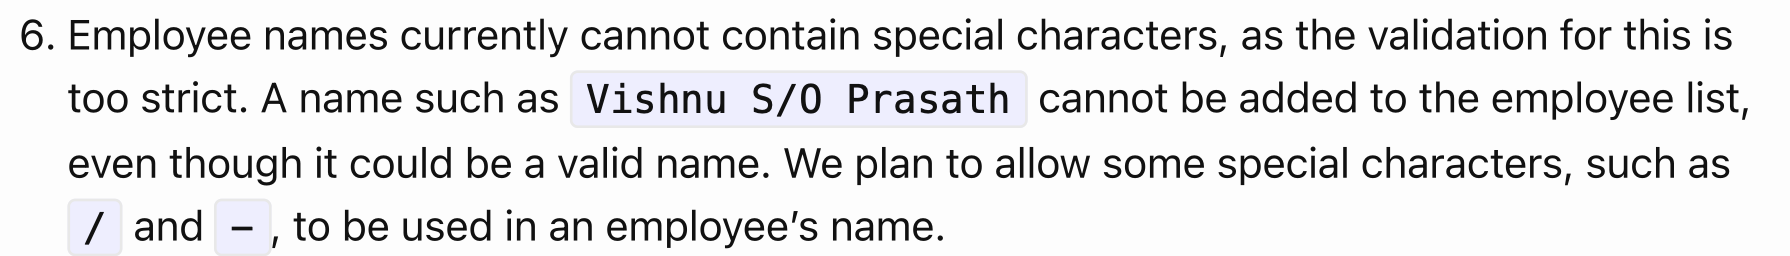 6. Employee names currently cannot contain special characters, as the validation for this is
too strict. A name such as Vishnu S/O Prasath cannot be added to the employee list,
even though it could be a valid name. We plan to allow some special characters, such as
/ and -, to be used in an employee’s name.